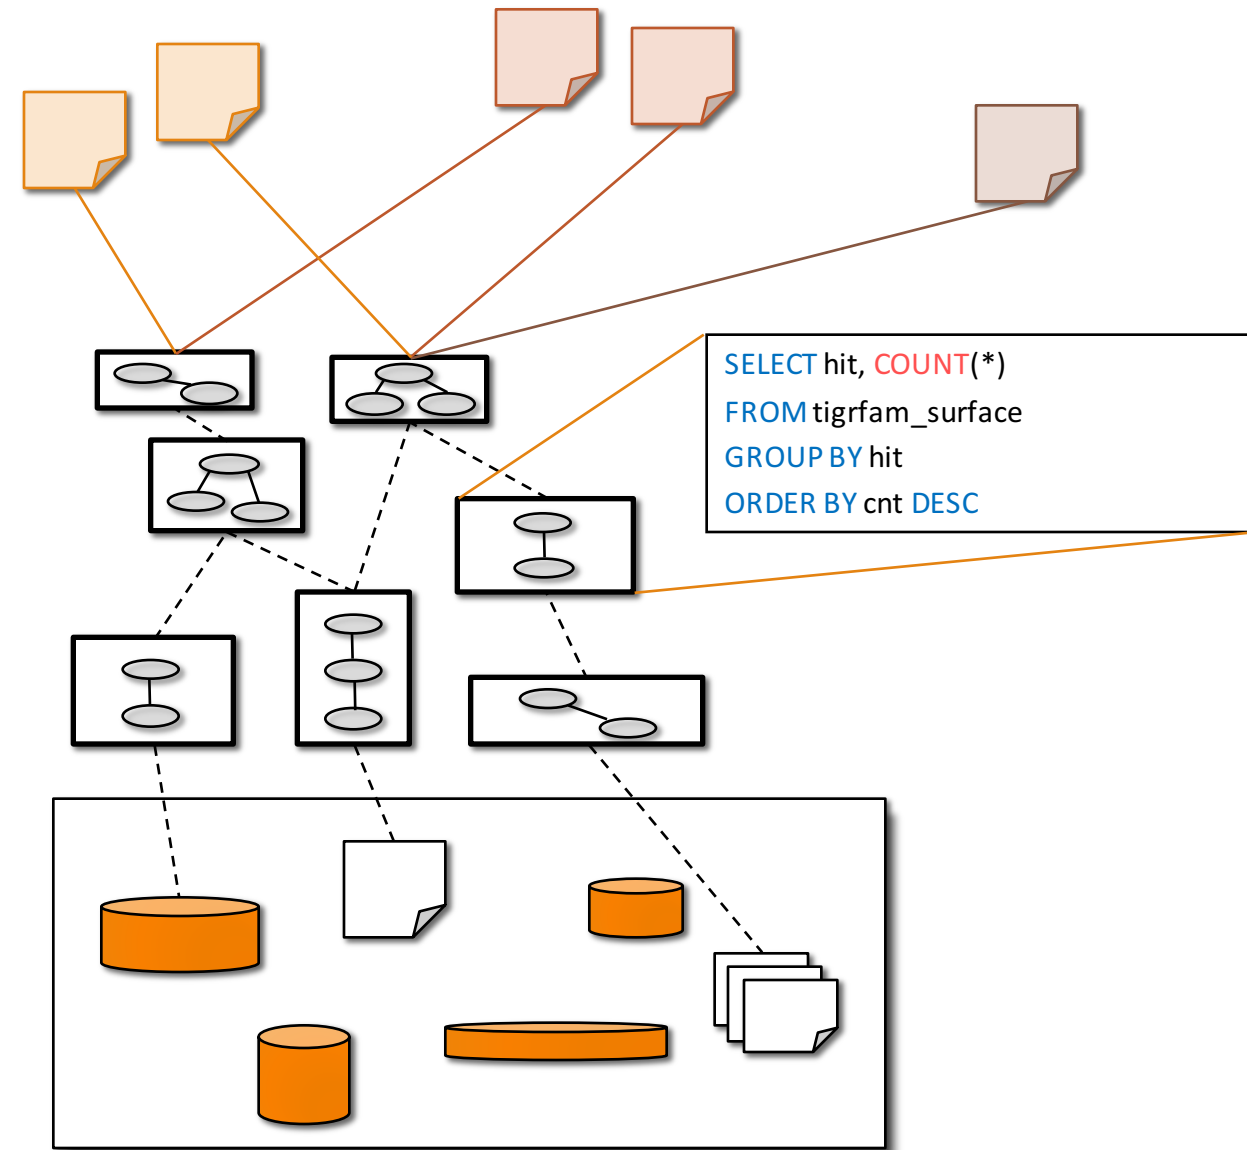 SELECT hit, COUNT(*)
FROM tigrfam_surface
GROUP BY hit
ORDER BY cnt DESC